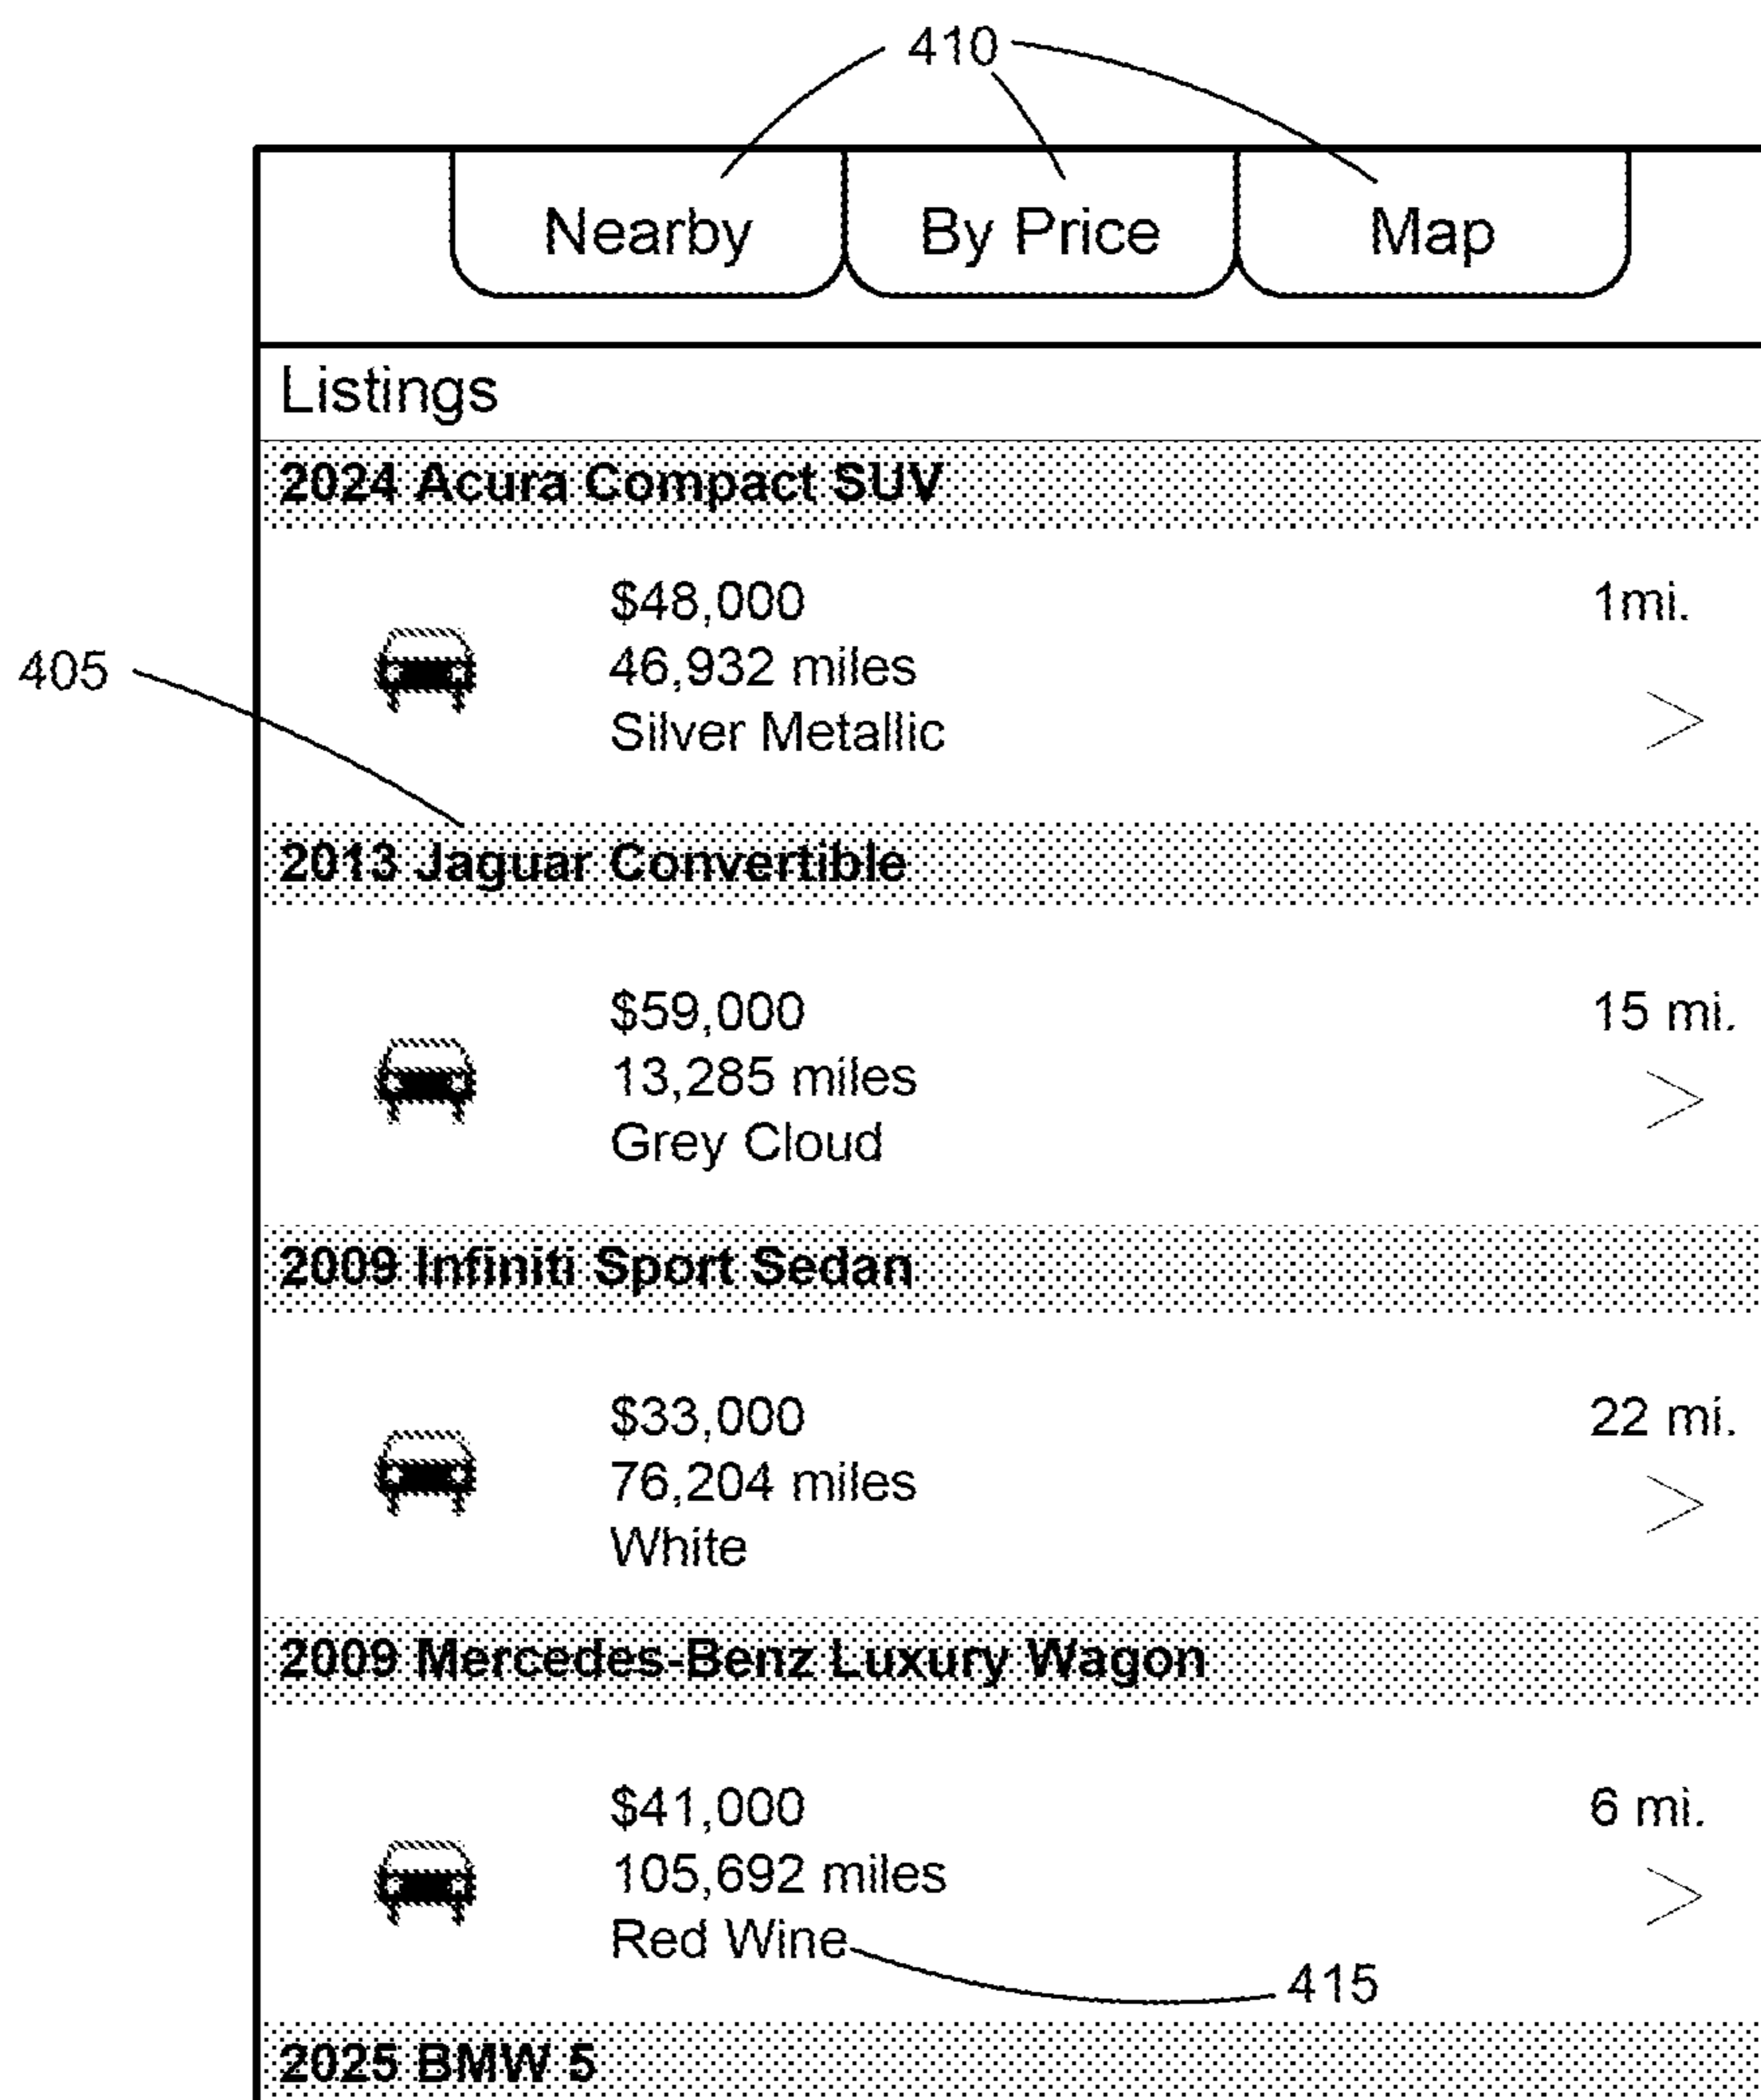 410
Nearby By Price Map
Listings
2024 Acura Compact SUV
$48,000 1mi.
46,932 miles
405
Silver Metallic
2013 Jaguar Convertible
$59,000 15 mi.
13,285 miles
Grey Cloud
2009 Infiniti Sport Sedan
$33,000 22 mi.
76,204 miles
White
2009 Mercedes-Benz Luxury Wagon
$41,000 6 mi.
105,692 miles
Red Wine
415
2025 BMW 5